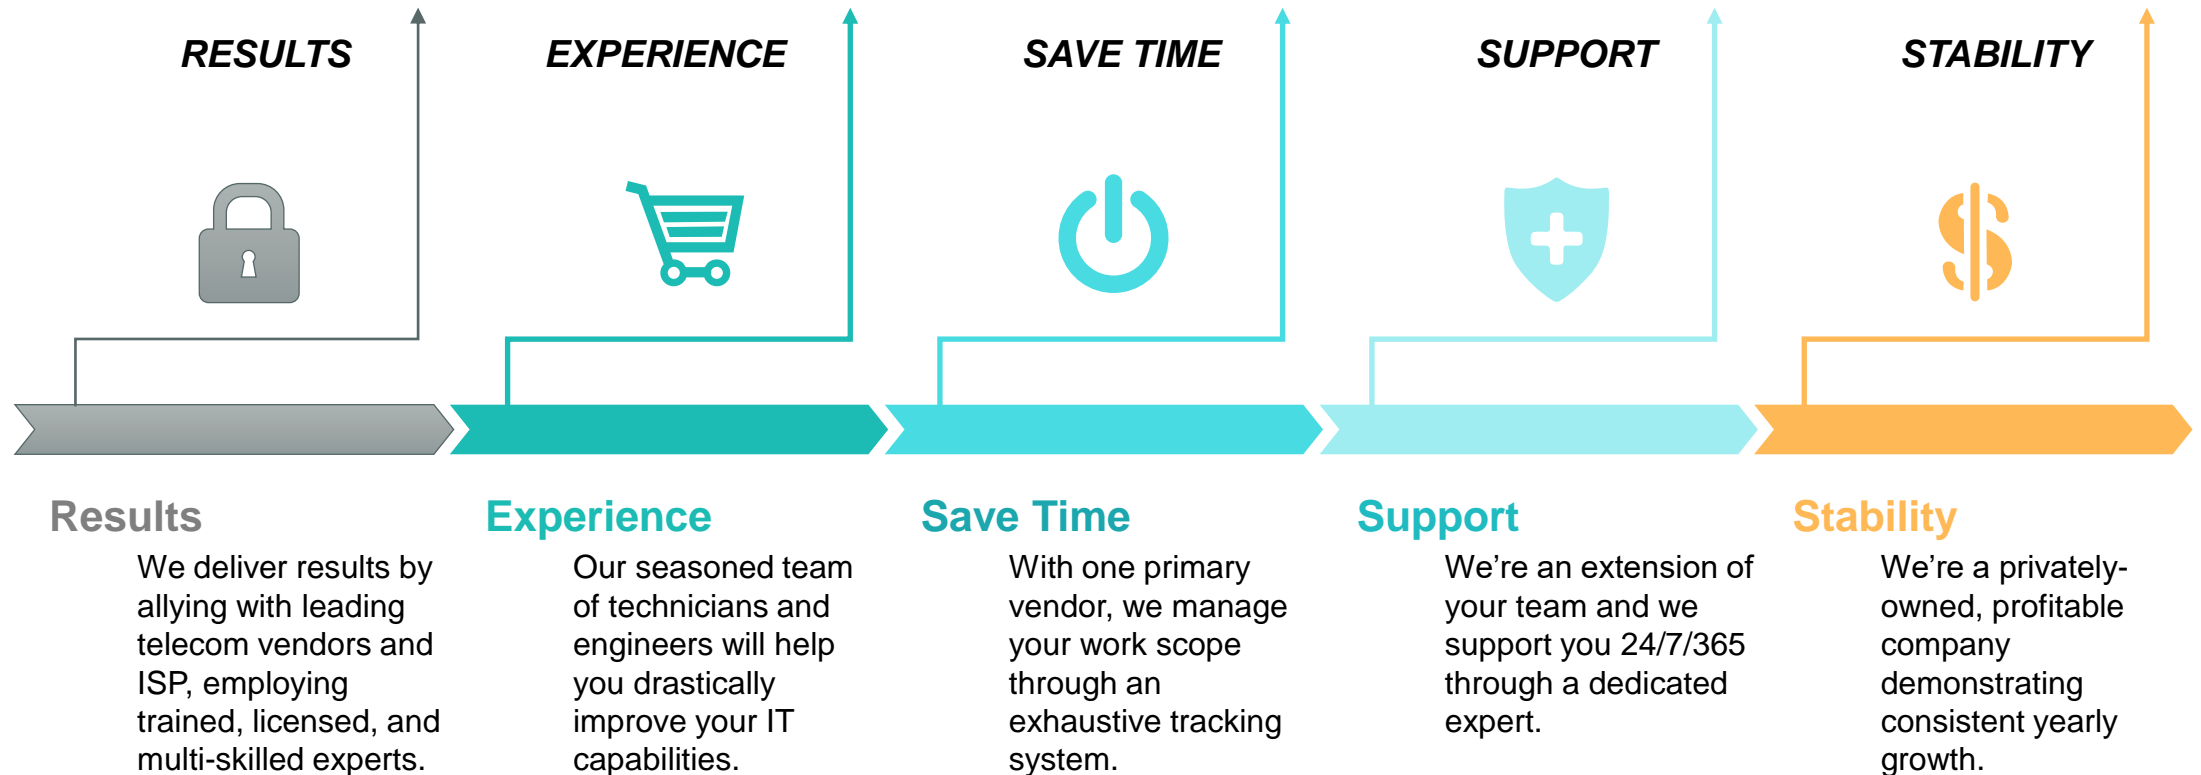 RESULTS
EXPERIENCE
SAVE TIME
SUPPORT
STABILITY
Results
We deliver results by
allying with leading
telecom vendors and
ISP, employing
trained, licensed, and
multi-skilled experts.
Experience
Our seasoned team
of technicians and
engineers will help
you drastically
improve your IT
capabilities.
Save Time
With one primary
vendor, we manage
your work scope
through an
exhaustive tracking
system.
Support
We’re an extension of
your team and we
support you 24/7/365
through a dedicated
expert.
Stability
We’re a privately-
owned, profitable
company
demonstrating
consistent yearly
growth.